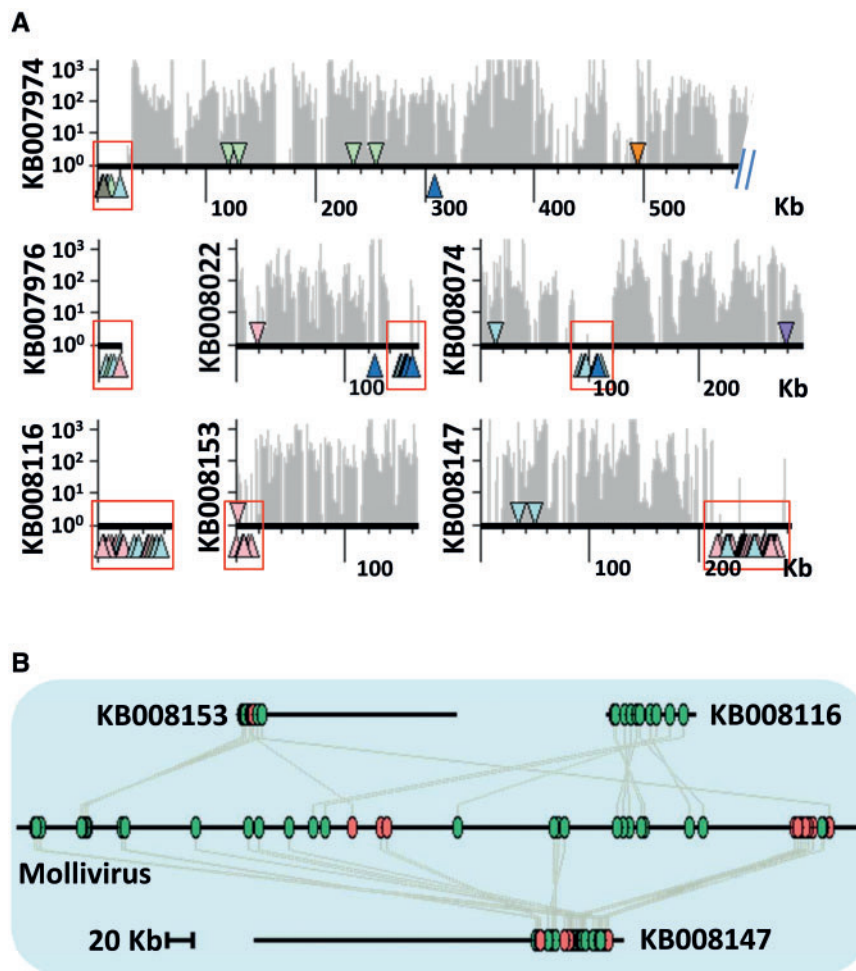 A
KB007974
10³
10²
10¹
10⁰
100 200 300 400 500 Kb
KB007976
10³
10²
10¹
10⁰
KB008022
100
KB008074
100 200 Kb
KB008116
10³
10²
10¹
10⁰
KB008153
100
KB008147
100 200 Kb
B
KB008153 KB008116
Mollivirus
20 Kb KB008147